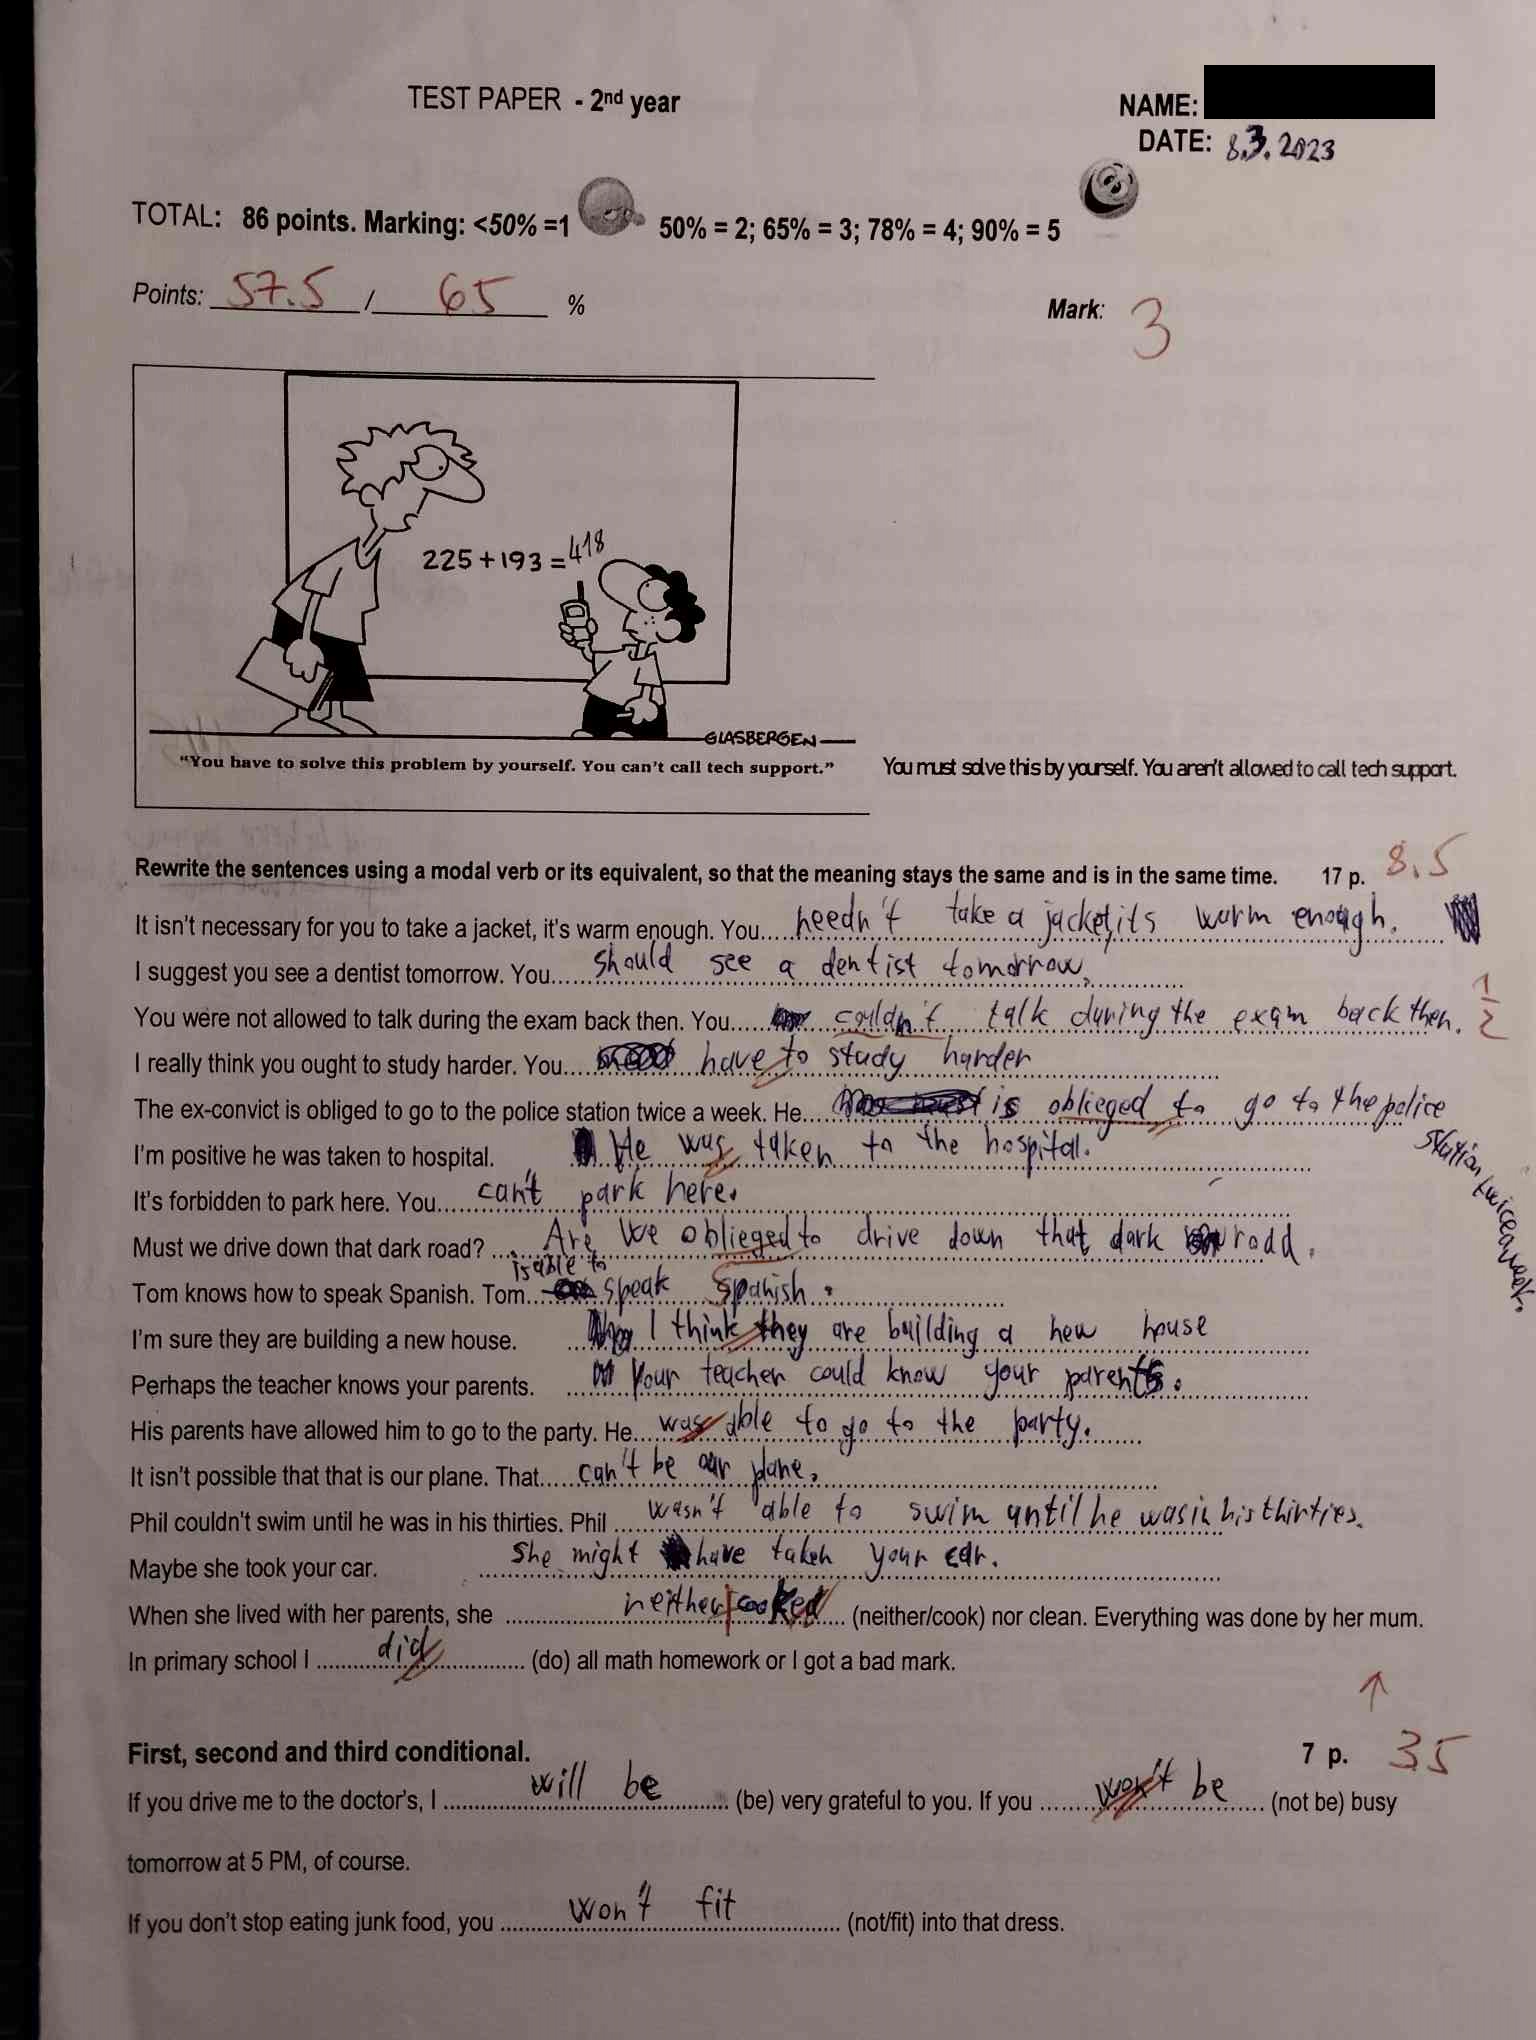 TEST PAPER - 2nd year
NAME:
DATE: 8.3.2023
TOTAL: 86 points. Marking: <50% =1 50% = 2; 65% = 3; 78% = 4; 90% = 5
Points: 57.5 / 65 %
Mark: 3
225+193=418
GLASBERGEN
"You have to solve this problem by yourself. You can't call tech support."
You must solve this by yourself. You aren't allowed to call tech support.
Rewrite the sentences using a modal verb or its equivalent, so that the meaning stays the same and is in the same time. 17 p. 8.5
It isn't necessary for you to take a jacket, it's warm enough. You.....needn't take a jacket, its warm enough.
I suggest you see a dentist tomorrow. You.....should see a dentist tomorrow.
You were not allowed to talk during the exam back then. You.....couldn't talk during the exam back then. 1/2
I really think you ought to study harder. You.....have to study harder
The ex-convict is obliged to go to the police station twice a week. He.....is oblieged to go to the police station twice a week.
I'm positive he was taken to hospital. He was taken to the hospital.
It's forbidden to park here. You.....can't park here.
Must we drive down that dark road? .....Are we oblieged to drive down that dark road.
Tom knows how to speak Spanish. Tom.....is able to speak Spanish.
I'm sure they are building a new house. I think they are building a new house
Perhaps the teacher knows your parents. Your teacher could know your parents.
His parents have allowed him to go to the party. He.....was able to go to the party.
It isn't possible that that is our plane. That.....can't be our plane.
Phil couldn't swim until he was in his thirties. Phil .....wasn't able to swim until he was in his thirties.
Maybe she took your car. She might have taken your car.
When she lived with her parents, she .....neither cooked..... (neither/cook) nor clean. Everything was done by her mum.
In primary school I .....did..... (do) all math homework or I got a bad mark.
First, second and third conditional. 7 p. 3.5
If you drive me to the doctor's, I .....will be..... (be) very grateful to you. If you .....won't be..... (not be) busy
tomorrow at 5 PM, of course.
If you don't stop eating junk food, you .....won't fit..... (not/fit) into that dress.